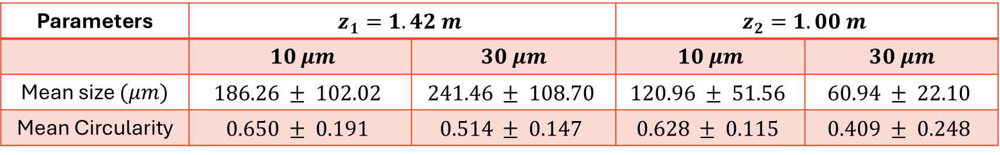 Parameters z₁ = 1.42 m z₂ = 1.00 m
10 μm 30 μm 10 μm 30 μm
Mean size (μm) 186.26 ± 102.02 241.46 ± 108.70 120.96 ± 51.56 60.94 ± 22.10
Mean Circularity 0.650 ± 0.191 0.514 ± 0.147 0.628 ± 0.115 0.409 ± 0.248